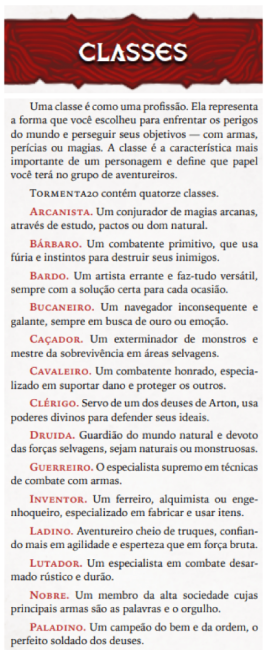 CLASSES
Uma classe é como uma profissão. Ela representa
a forma que você escolheu para enfrentar os perigos
do mundo e perseguir seus objetivos — com armas,
perícias ou magias. A classe é a característica mais
importante de um personagem e define que papel
você terá no grupo de aventureiros.
TORMENTA20 contém quatorze classes.
ARCANISTA. Um conjurador de magias arcanas,
através de estudo, pactos ou dom natural.
BÁRBARO. Um combatente primitivo, que usa
fúria e instintos para destruir seus inimigos.
BARDO. Um artista errante e faz-tudo versátil,
sempre com a solução certa para cada ocasião.
BUCANEIRO. Um navegador inconsequente e
galante, sempre em busca de ouro ou emoção.
CAÇADOR. Um exterminador de monstros e
mestre da sobrevivência em áreas selvagens.
CAVALEIRO. Um combatente honrado, especia-
lizado em suportar dano e proteger os outros.
CLÉRIGO. Servo de um dos deuses de Arton, usa
poderes divinos para defender seus ideais.
DRUIDA. Guardião do mundo natural e devoto
das forças selvagens, sejam naturais ou monstruosas.
GUERREIRO. O especialista supremo em técnicas
de combate com armas.
INVENTOR. Um ferreiro, alquimista ou enge-
nhoqueiro, especializado em fabricar e usar itens.
LADINO. Aventureiro cheio de truques, confian-
do mais em agilidade e esperteza que em força bruta.
LUTADOR. Um especialista em combate desar-
mado rústico e durão.
NOBRE. Um membro da alta sociedade cujas
principais armas são as palavras e o orgulho.
PALADINO. Um campeão do bem e da ordem, o
perfeito soldado dos deuses.